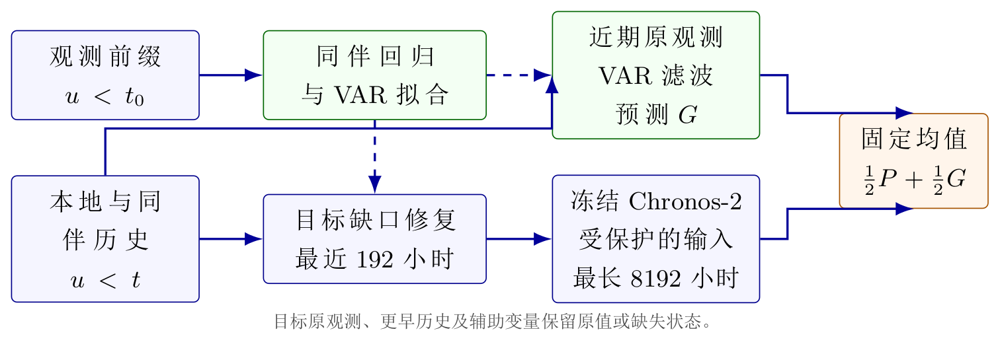 观测前缀
u < t₀
同伴回归
与 VAR 拟合
近期原观测
VAR 滤波
预测 G
固定均值
½P + ½G
本地与同
伴历史
u < t
目标缺口修复
最近 192 小时
冻结 Chronos-2
受保护的输入
最长 8192 小时
目标原观测、更早历史及辅助变量保留原值或缺失状态。